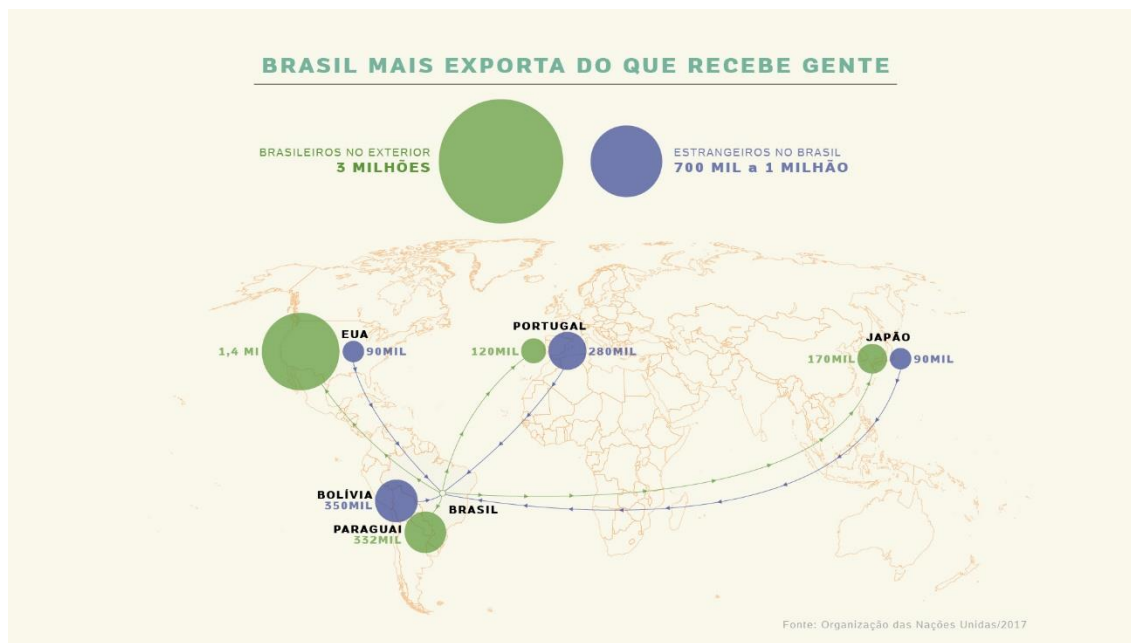 BRASIL MAIS EXPORTA DO QUE RECEBE GENTE
BRASILEIROS NO EXTERIOR
3 MILHÕES
ESTRANGEIROS NO BRASIL
700 MIL a 1 MILHÃO
EUA
1,4 MI
90MIL
PORTUGAL
120MIL
280MIL
JAPÃO
170MIL
90MIL
BOLÍVIA
350MIL
BRASIL
PARAGUAI
332MIL
Fonte: Organização das Nações Unidas/2017